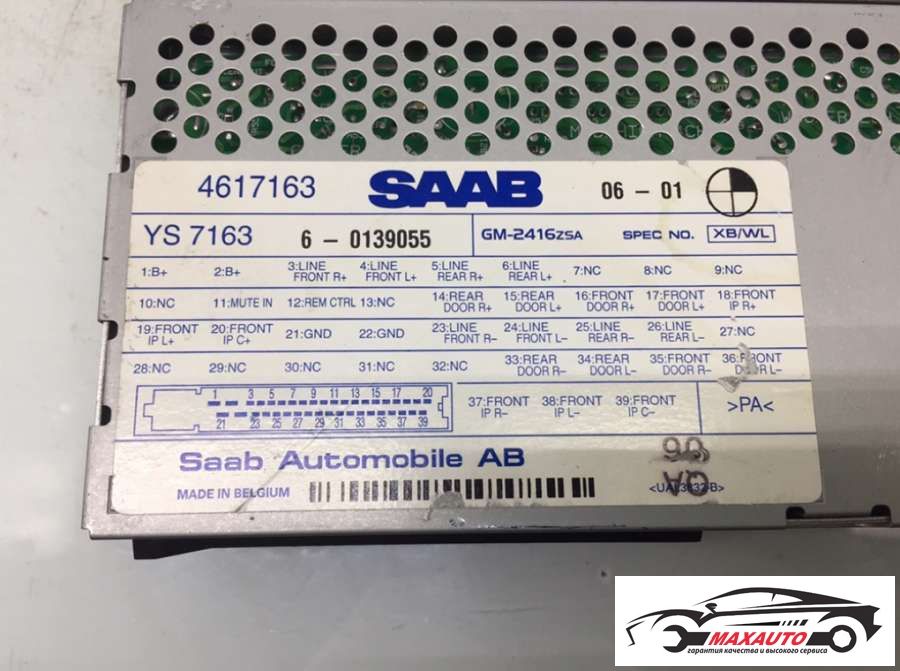 4617163 SAAB 06 - 01
YS 7163 6 - 0139055 GM-2416ZSA SPEC NO. XB/WL
1:B+ 2:B+ 3:LINE FRONT R+ 4:LINE FRONT L+ 5:LINE REAR R+ 6:LINE REAR L+ 7:NC 8:NC 9:NC
10:NC 11:MUTE IN 12:REM CTRL 13:NC 14:REAR DOOR R+ 15:REAR DOOR L+ 16:FRONT DOOR R+ 17:FRONT DOOR L+ 18:FRONT IP R+
19:FRONT IP L+ 20:FRONT IP C+ 21:GND 22:GND 23:LINE FRONT R- 24:LINE FRONT L- 25:LINE REAR R- 26:LINE REAR L- 27:NC
28:NC 29:NC 30:NC 31:NC 32:NC 33:REAR DOOR R- 34:REAR DOOR L- 35:FRONT DOOR R- 36:FRONT DOOR L-
1 3 5 7 9 11 13 15 17 20
21 23 25 27 29 31 33 35 37 39
37:FRONT IP R- 38:FRONT IP L- 39:FRONT IP C- >PA<
Saab Automobile AB
MADE IN BELGIUM
MAXAUTO
гарантия качества и высокого сервиса